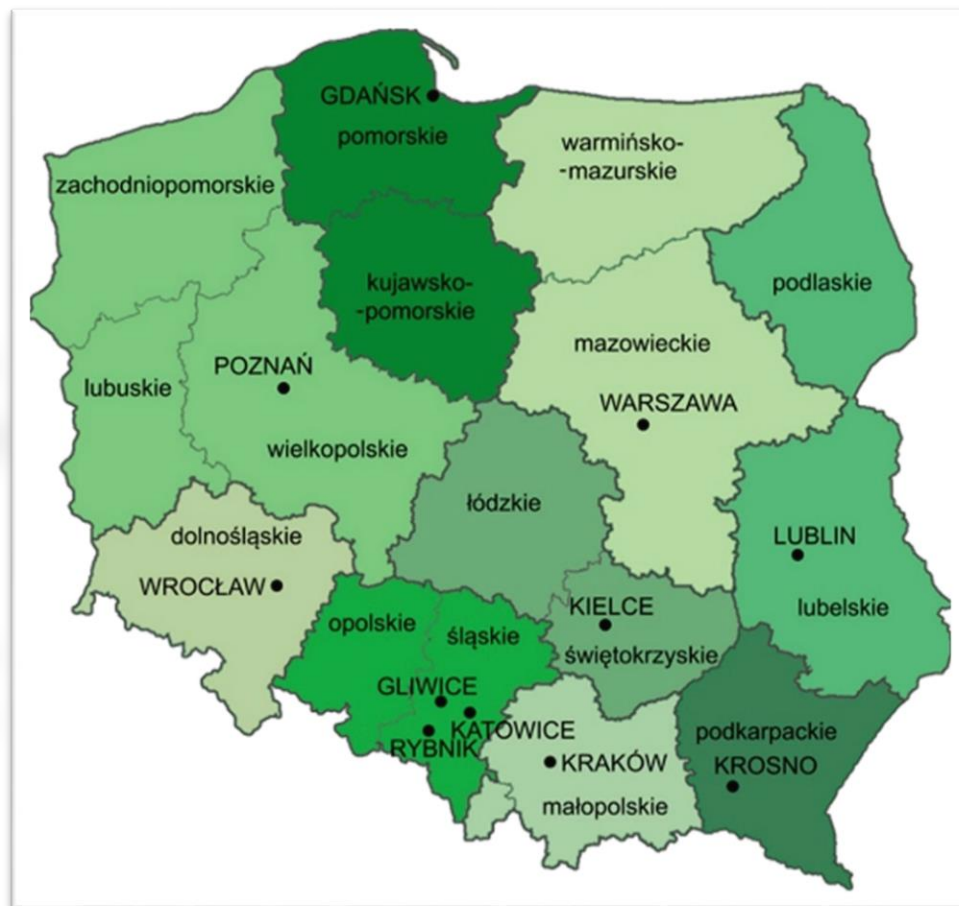 GDAŃSK
pomorskie
warmińsko-
-mazurskie
zachodniopomorskie
kujawsko-
-pomorskie
podlaskie
mazowieckie
POZNAŃ
lubuskie
WARSZAWA
wielkopolskie
łódzkie
dolnośląskie
LUBLIN
WROCŁAW
KIELCE
lubelskie
opolskie
śląskie
świętokrzyskie
GLIWICE
KATOWICE
podkarpackie
RYBNIK
KRAKÓW
KROSNO
małopolskie